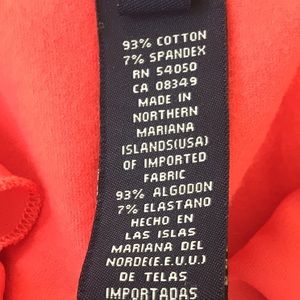 93% COTTON
7% SPANDEX
RN 54050
CA 08349
MADE IN
NORTHERN
MARIANA
ISLANDS(USA)
OF IMPORTED
FABRIC
93% ALGODON
7% ELASTANO
HECHO EN
LAS ISLAS
MARIANA DEL
NORDE(E.E.U.U.)
DE TELAS
IMPORTADAS